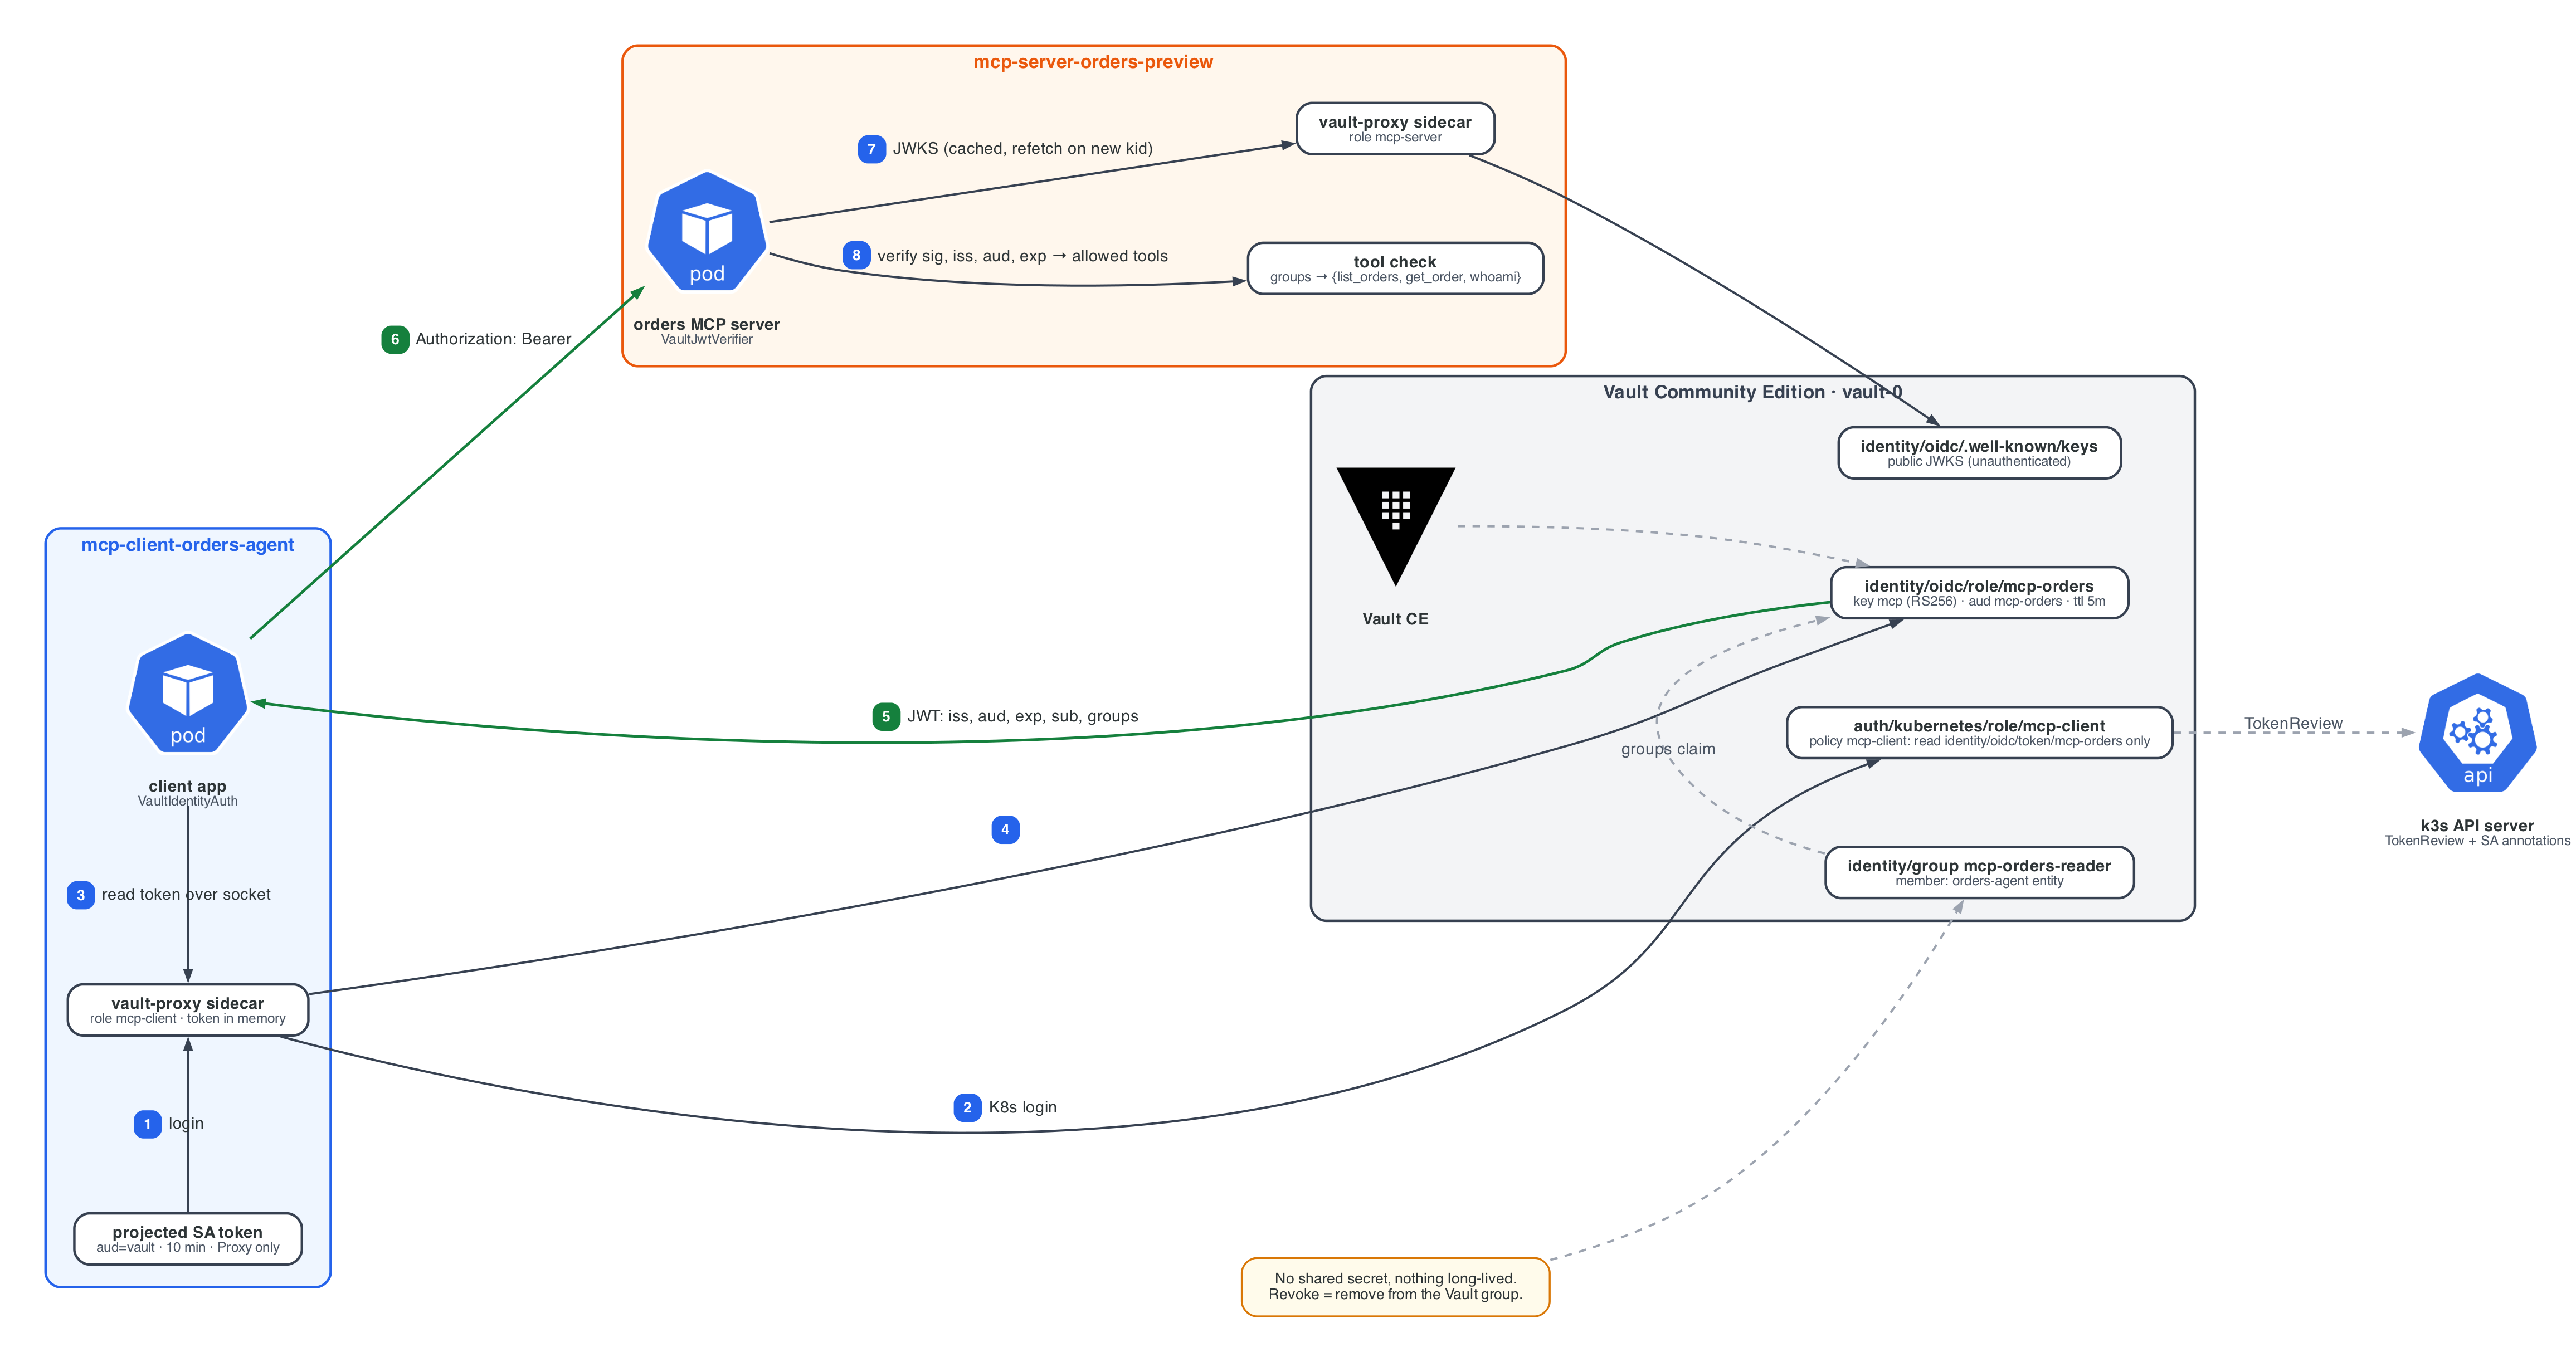 mcp-server-orders-preview
vault-proxy sidecar
role mcp-server
7 JWKS (cached, refetch on new kid)
pod
8 verify sig, iss, aud, exp → allowed tools
tool check
groups → {list_orders, get_order, whoami}
orders MCP server
VaultJwtVerifier
6 Authorization: Bearer
Vault Community Edition · vault-0
identity/oidc/.well-known/keys
public JWKS (unauthenticated)
Vault CE
identity/oidc/role/mcp-orders
key mcp (RS256) · aud mcp-orders · ttl 5m
mcp-client-orders-agent
pod
client app
VaultIdentityAuth
5 JWT: iss, aud, exp, sub, groups
groups claim
auth/kubernetes/role/mcp-client
policy mcp-client: read identity/oidc/token/mcp-orders only
TokenReview
api
k3s API server
TokenReview + SA annotations
4
identity/group mcp-orders-reader
member: orders-agent entity
3 read token over socket
vault-proxy sidecar
role mcp-client · token in memory
2 K8s login
1 login
projected SA token
aud=vault · 10 min · Proxy only
No shared secret, nothing long-lived.
Revoke = remove from the Vault group.